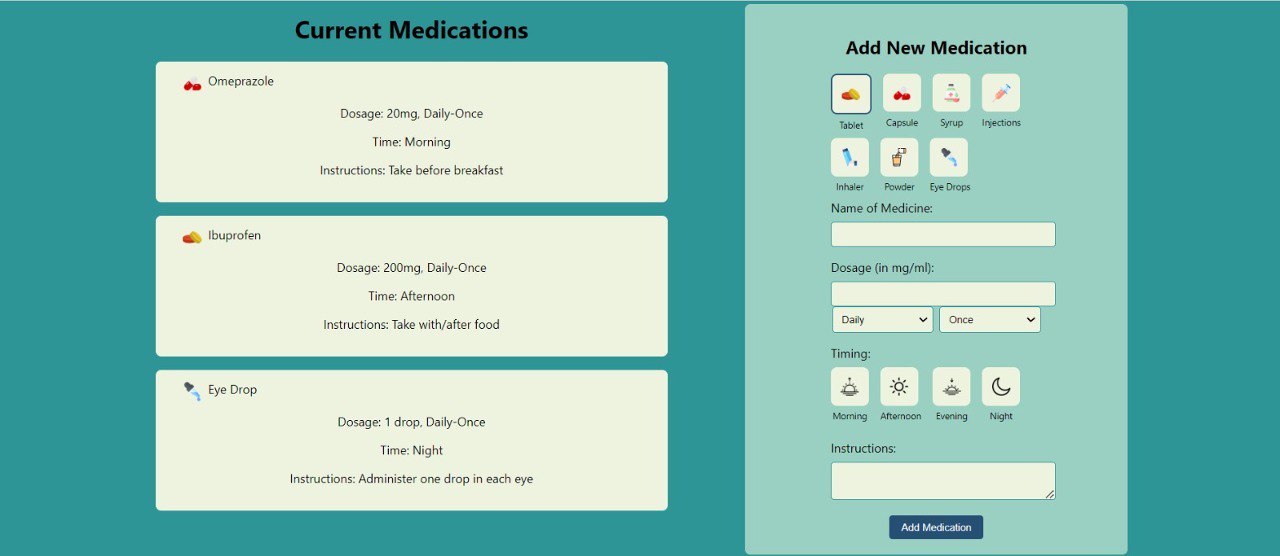 Current Medications
Omeprazole
Dosage: 20mg, Daily-Once
Time: Morning
Instructions: Take before breakfast
Ibuprofen
Dosage: 200mg, Daily-Once
Time: Afternoon
Instructions: Take with/after food
Eye Drop
Dosage: 1 drop, Daily-Once
Time: Night
Instructions: Administer one drop in each eye
Add New Medication
Tablet Capsule Syrup Injections
Inhaler Powder Eye Drops
Name of Medicine:
Dosage (in mg/ml):
Daily Once
Timing:
Morning Afternoon Evening Night
Instructions:
Add Medication